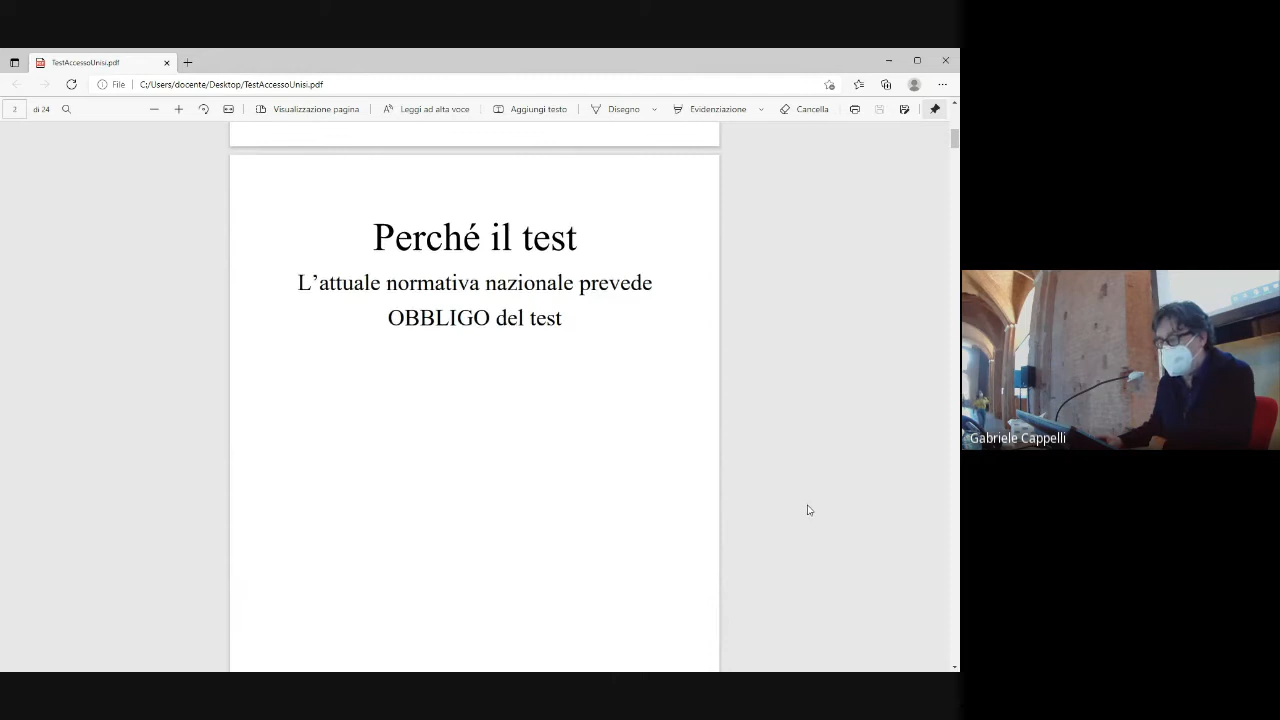 TestAccessoUnisi.pdf
File
C:/Users/docente/Desktop/TestAccessoUnisi.pdf
2 di 24
Visualizzazione pagina
Leggi ad alta voce
Aggiungi testo
Disegno
Evidenziazione
Cancella
Perché il test
L’attuale normativa nazionale prevede
OBBLIGO del test
Gabriele Cappelli